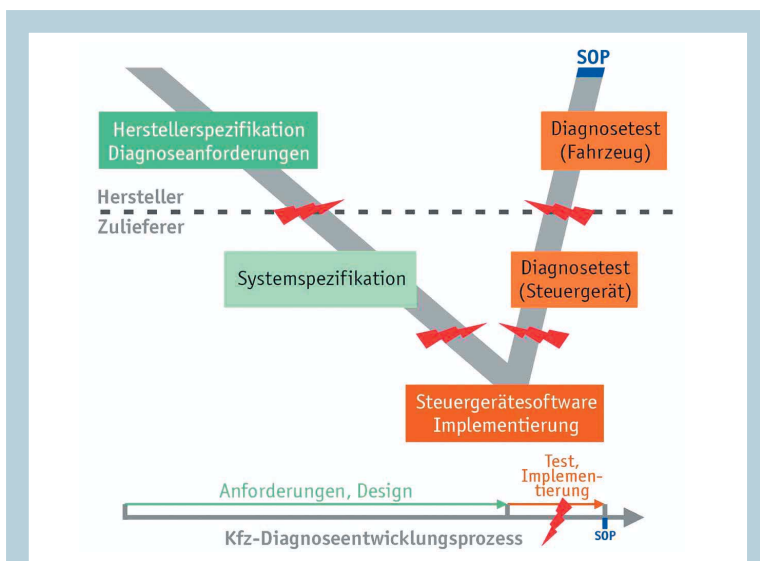 SOP
Herstellerspezifikation
Diagnoseanforderungen
Diagnosetest
(Fahrzeug)
Hersteller
Zulieferer
Systemspezifikation
Diagnosetest
(Steuergerät)
Steuergerätesoftware
Implementierung
Anforderungen, Design
Test,
Implemen-
tierung
Kfz-Diagnoseentwicklungsprozess
SOP